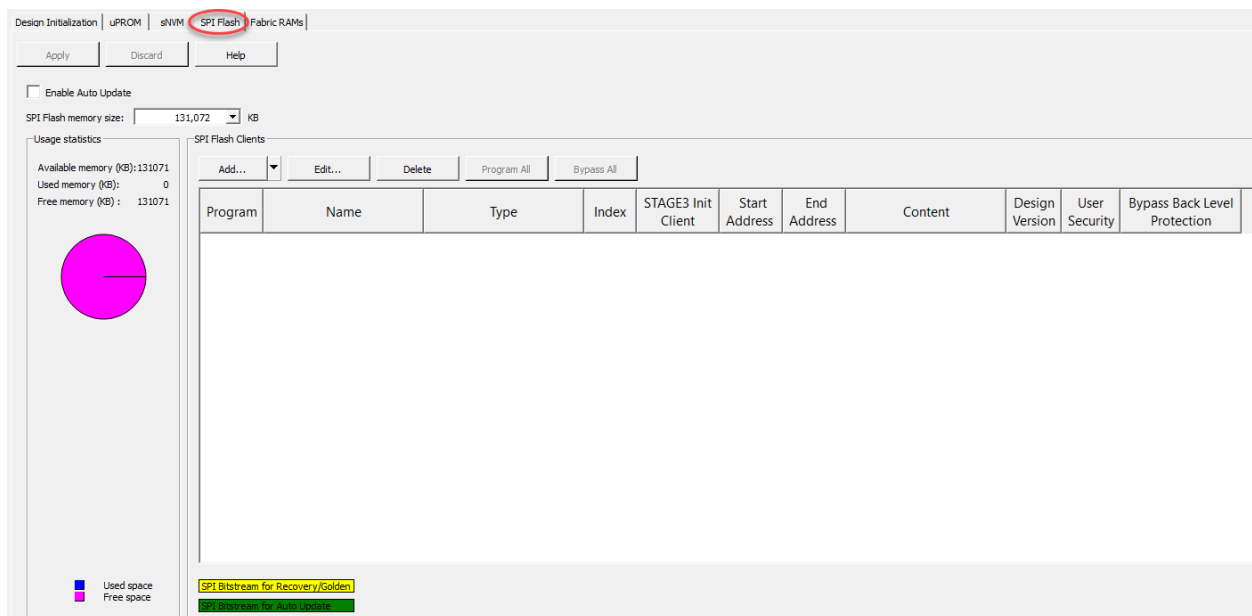 Design Initialization uPROM sNVM SPI Flash Fabric RAMs
Apply Discard Help
Enable Auto Update
SPI Flash memory size: 131,072 KB
Usage statistics
Available memory (KB): 131071
Used memory (KB): 0
Free memory (KB) : 131071
Used space
Free space
SPI Flash Clients
Add... Edit... Delete Program All Bypass All
Program Name Type Index STAGE3 Init Client Start Address End Address Content Design Version User Security Bypass Back Level Protection
SPI Bitstream for Recovery/Golden
SPI Bitstream for Auto Update